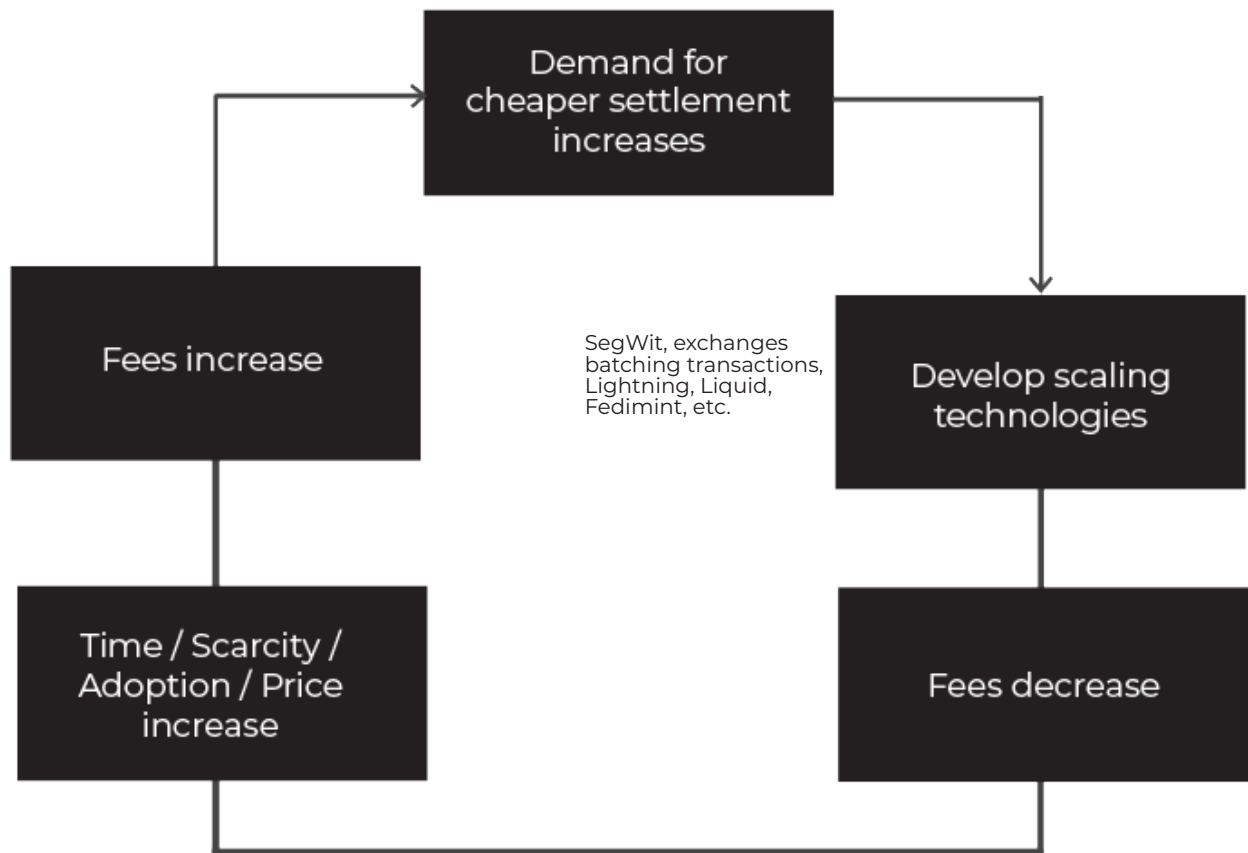 Demand for
cheaper settlement
increases
Fees increase
SegWit, exchanges
batching transactions,
Lightning, Liquid,
Fedimint, etc.
Develop scaling
technologies
Time / Scarcity /
Adoption / Price
increase
Fees decrease